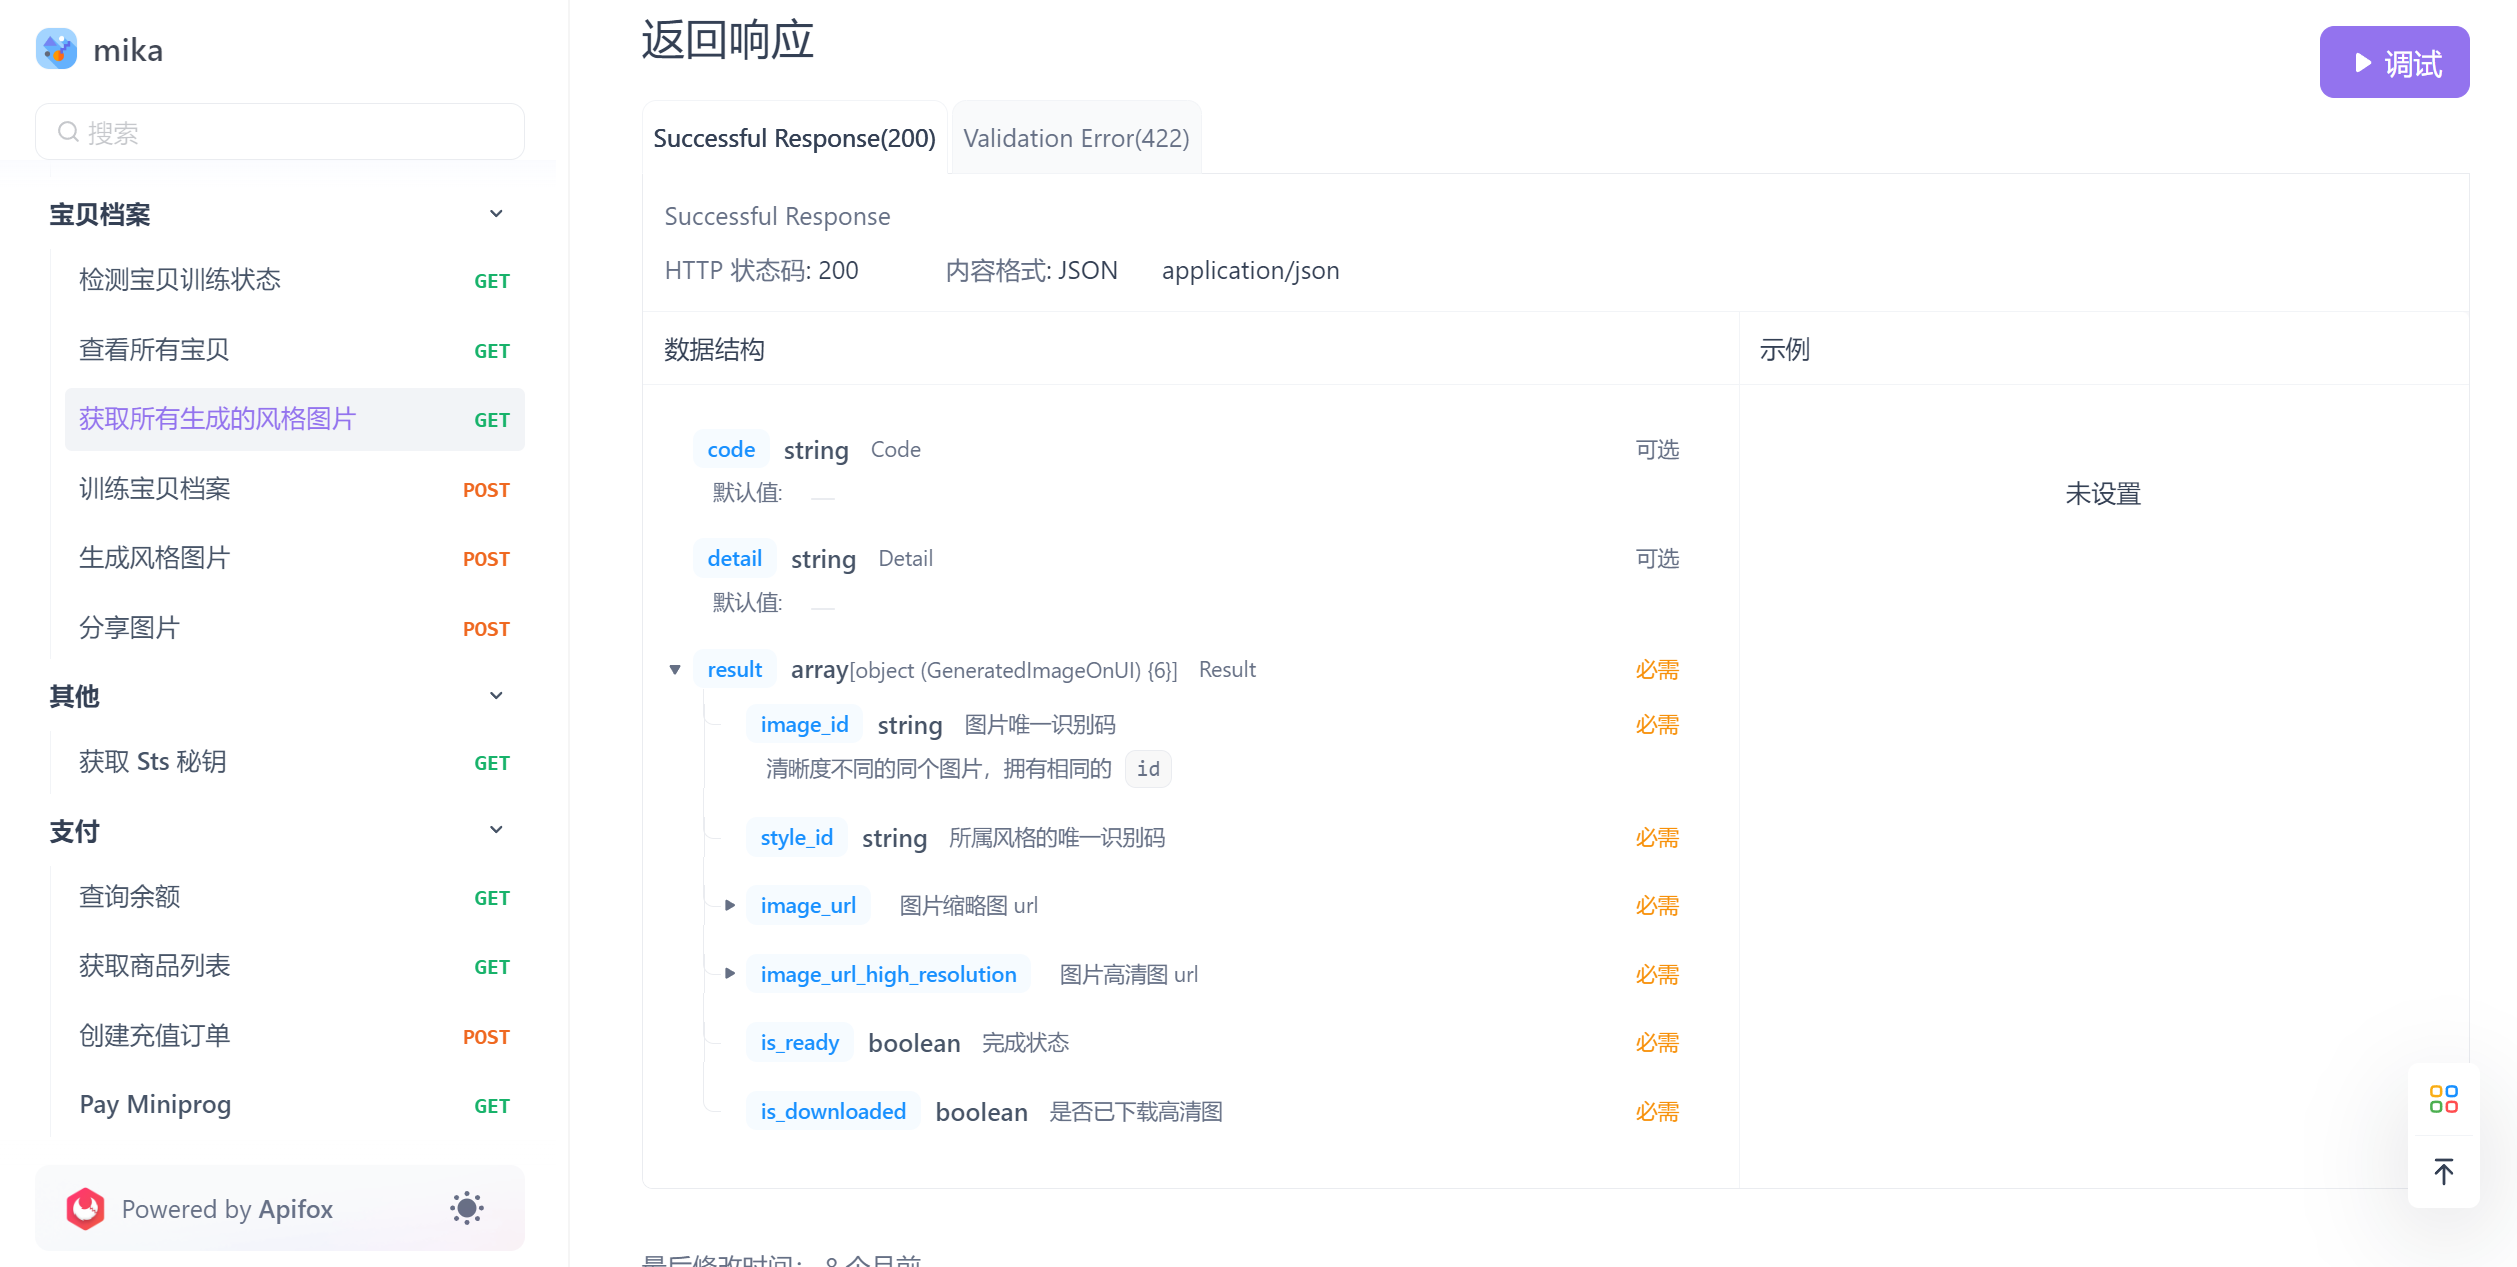 mika
搜索
宝贝档案
检测宝贝训练状态 GET
查看所有宝贝 GET
获取所有生成的风格图片 GET
训练宝贝档案 POST
生成风格图片 POST
分享图片 POST
其他
获取 Sts 秘钥 GET
支付
查询余额 GET
获取商品列表 GET
创建充值订单 POST
Pay Miniprog GET
Powered by Apifox
返回响应
调试
Successful Response(200) Validation Error(422)
Successful Response
HTTP 状态码: 200 内容格式: JSON application/json
数据结构
示例
code string Code 可选
默认值:
detail string Detail 可选
默认值:
result array[object (GeneratedImageOnUI) {6}] Result 必需
image_id string 图片唯一识别码 必需
清晰度不同的同个图片，拥有相同的 id
style_id string 所属风格的唯一识别码 必需
image_url 图片缩略图 url 必需
image_url_high_resolution 图片高清图 url 必需
is_ready boolean 完成状态 必需
is_downloaded boolean 是否已下载高清图 必需
未设置
最后修改时间： 8 个月前